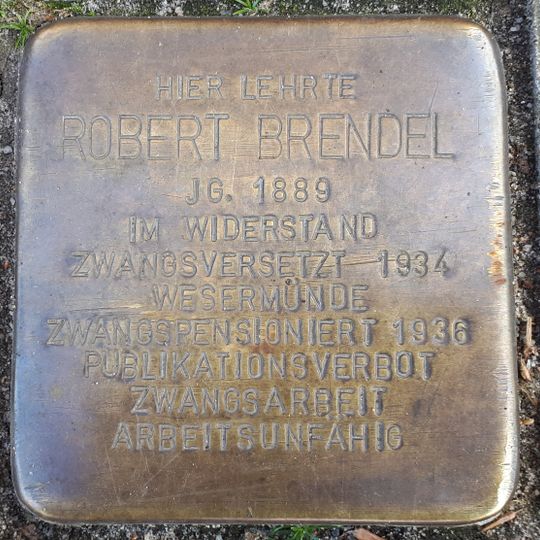 HIER LEHRTE
ROBERT BRENDEL
JG. 1889
IM WIDERSTAND
ZWANGSVERSETZT 1934
WESERMÜNDE
ZWANGSPENSIONIERT 1936
PUBLIKATIONSVERBOT
ZWANGSARBEIT
ARBEITSUNFÄHIG